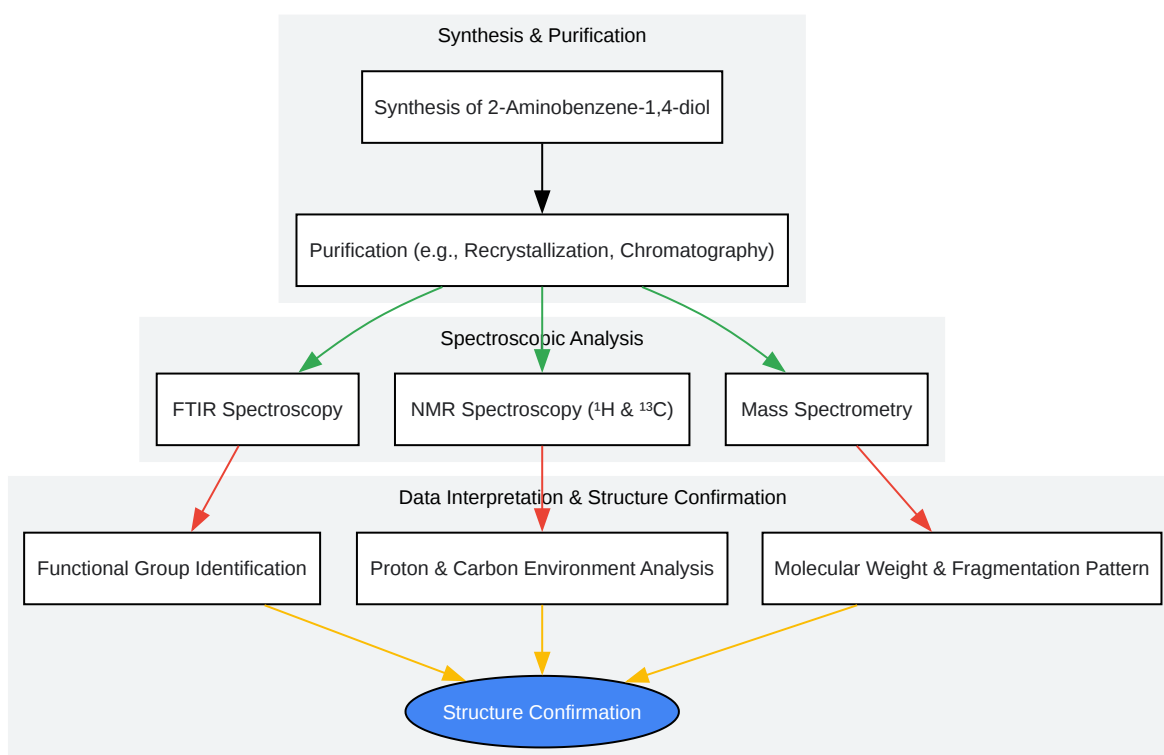 Synthesis & Purification
Synthesis of 2-Aminobenzene-1,4-diol
Purification (e.g., Recrystallization, Chromatography)
Spectroscopic Analysis
FTIR Spectroscopy
NMR Spectroscopy (¹H & ¹³C)
Mass Spectrometry
Data Interpretation & Structure Confirmation
Functional Group Identification
Proton & Carbon Environment Analysis
Molecular Weight & Fragmentation Pattern
Structure Confirmation